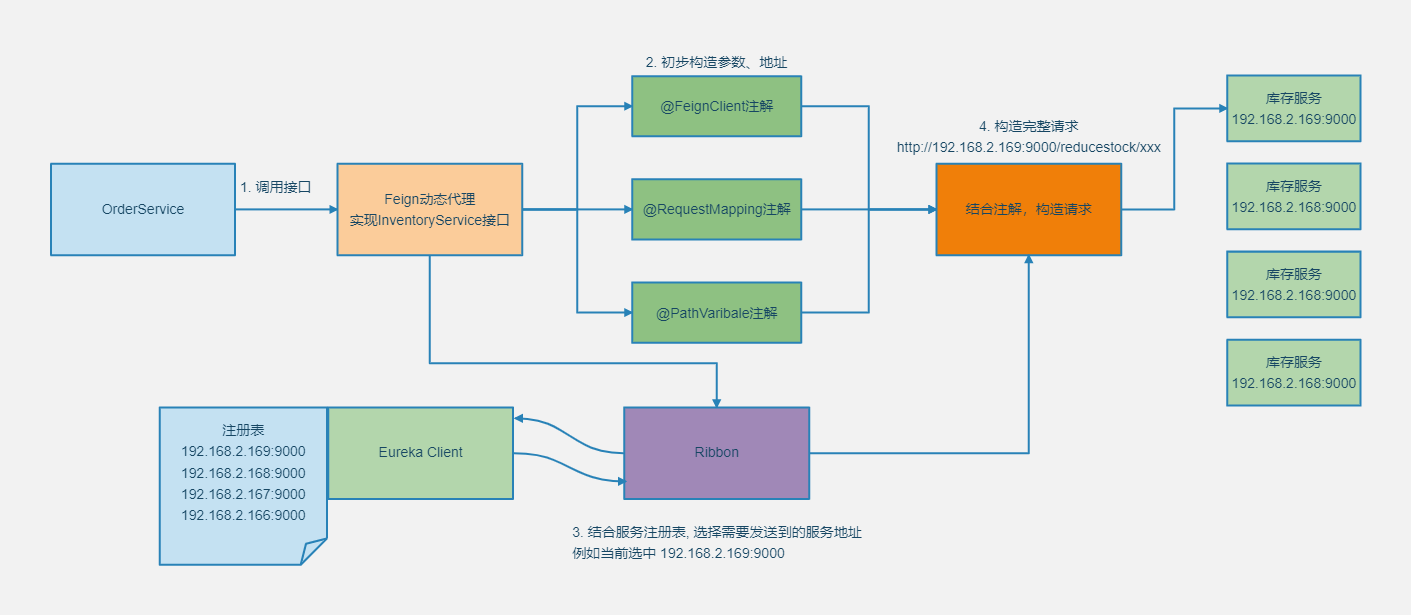 2. 初步构造参数、地址
@FeignClient注解
库存服务
192.168.2.169:9000
4. 构造完整请求
http://192.168.2.169:9000/reducestock/xxx
1. 调用接口
OrderService
Feign动态代理
实现InventoryService接口
@RequestMapping注解
结合注解，构造请求
库存服务
192.168.2.168:9000
库存服务
192.168.2.168:9000
@PathVaribale注解
库存服务
192.168.2.168:9000
注册表
192.168.2.169:9000
192.168.2.168:9000
192.168.2.167:9000
192.168.2.166:9000
Eureka Client
Ribbon
3. 结合服务注册表, 选择需要发送到的服务地址
例如当前选中 192.168.2.169:9000